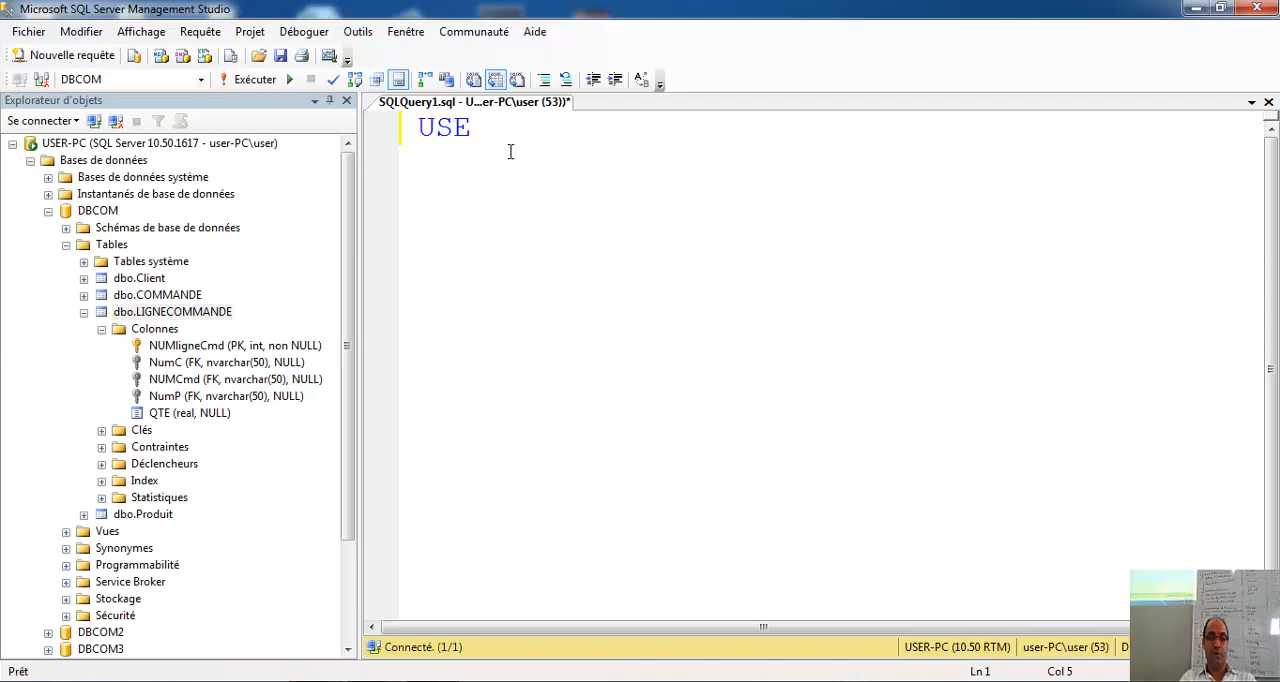 Microsoft SQL Server Management Studio
Fichier Modifier Affichage Requête Projet Déboguer Outils Fenêtre Communauté Aide
Nouvelle requête
DBCOM Exécuter
Explorateur d'objets
SQLQuery1.sql - U...er-PC\user (53))*
Se connecter
USE
USER-PC (SQL Server 10.50.1617 - user-PC\user)
Bases de données
Bases de données système
Instantanés de base de données
DBCOM
Schémas de base de données
Tables
Tables système
dbo.Client
dbo.COMMANDE
dbo.LIGNECOMMANDE
Colonnes
NUMligneCmd (PK, int, non NULL)
NumC (FK, nvarchar(50), NULL)
NUMCmd (FK, nvarchar(50), NULL)
NumP (FK, nvarchar(50), NULL)
QTE (real, NULL)
Clés
Contraintes
Déclencheurs
Index
Statistiques
dbo.Produit
Vues
Synonymes
Programmabilité
Service Broker
Stockage
Sécurité
DBCOM2
DBCOM3
Connecté. (1/1) USER-PC (10.50 RTM) user-PC\user (53) D
Prêt Ln 1 Col 5